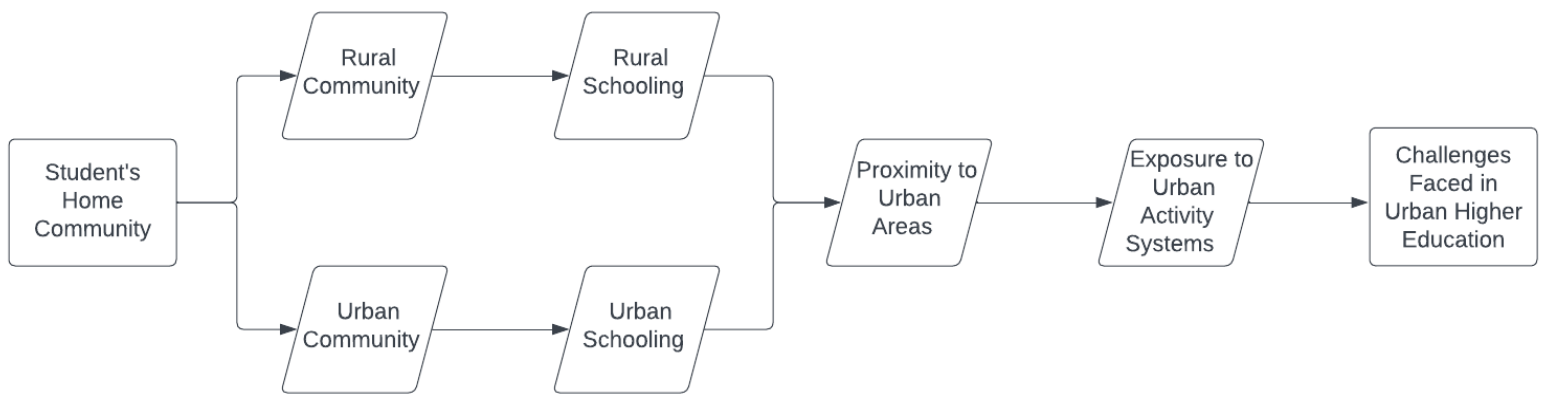 Student's
Home
Community
Rural
Community
Rural
Schooling
Urban
Community
Urban
Schooling
Proximity to
Urban
Areas
Exposure to
Urban
Activity
Systems
Challenges
Faced in
Urban Higher
Education